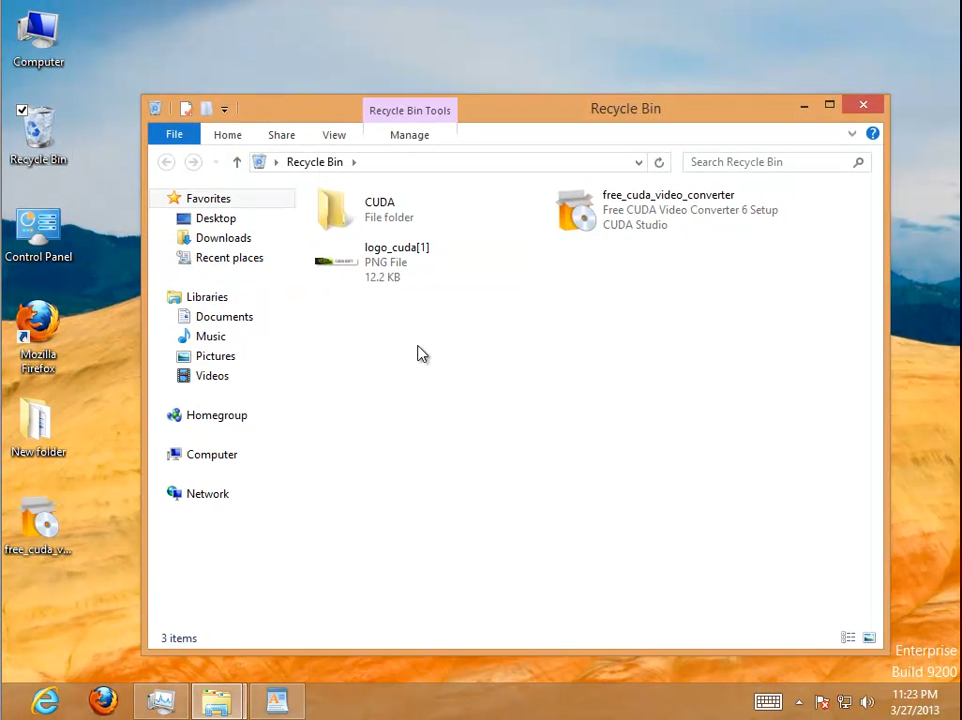 Computer
Recycle Bin
Control Panel
Mozilla
Firefox
New folder
free_cuda_v...
Recycle Bin Tools
Recycle Bin
File
Home
Share
View
Manage
Recycle Bin
Search Recycle Bin
Favorites
Desktop
Downloads
Recent places
Libraries
Documents
Music
Pictures
Videos
Homegroup
Computer
Network
CUDA
File folder
logo_cuda[1]
PNG File
12.2 KB
free_cuda_video_converter
Free CUDA Video Converter 6 Setup
CUDA Studio
3 items
Enterprise
Build 9200
11:23 PM
3/27/2013